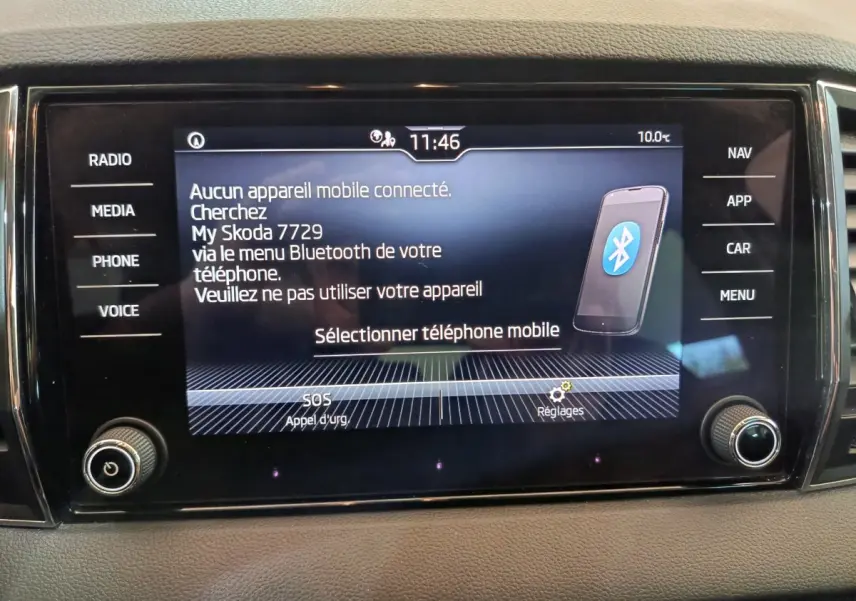 11:46
10.0°C
RADIO
MEDIA
PHONE
VOICE
Aucun appareil mobile connecté.
Cherchez
My Skoda 7729
via le menu Bluetooth de votre
téléphone.
Veuillez ne pas utiliser votre appareil
Sélectionner téléphone mobile
SOS
Appel d'urg.
Réglages
NAV
APP
CAR
MENU